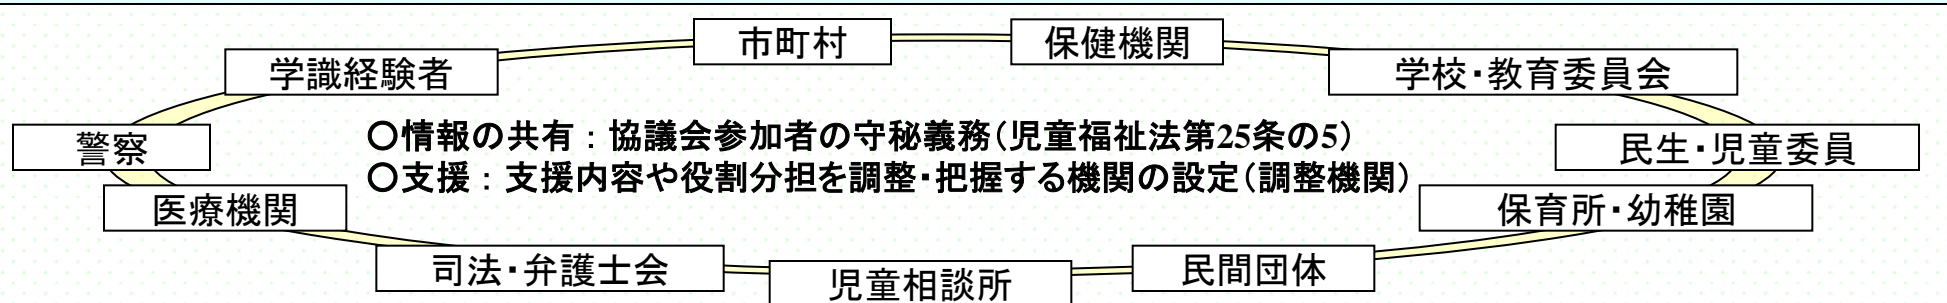 市町村
保健機関
学識経験者
学校・教育委員会
警察
○情報の共有：協議会参加者の守秘義務（児童福祉法第25条の5）
民生・児童委員
○支援：支援内容や役割分担を調整・把握する機関の設定（調整機関）
医療機関
保育所・幼稚園
司法・弁護士会
児童相談所
民間団体